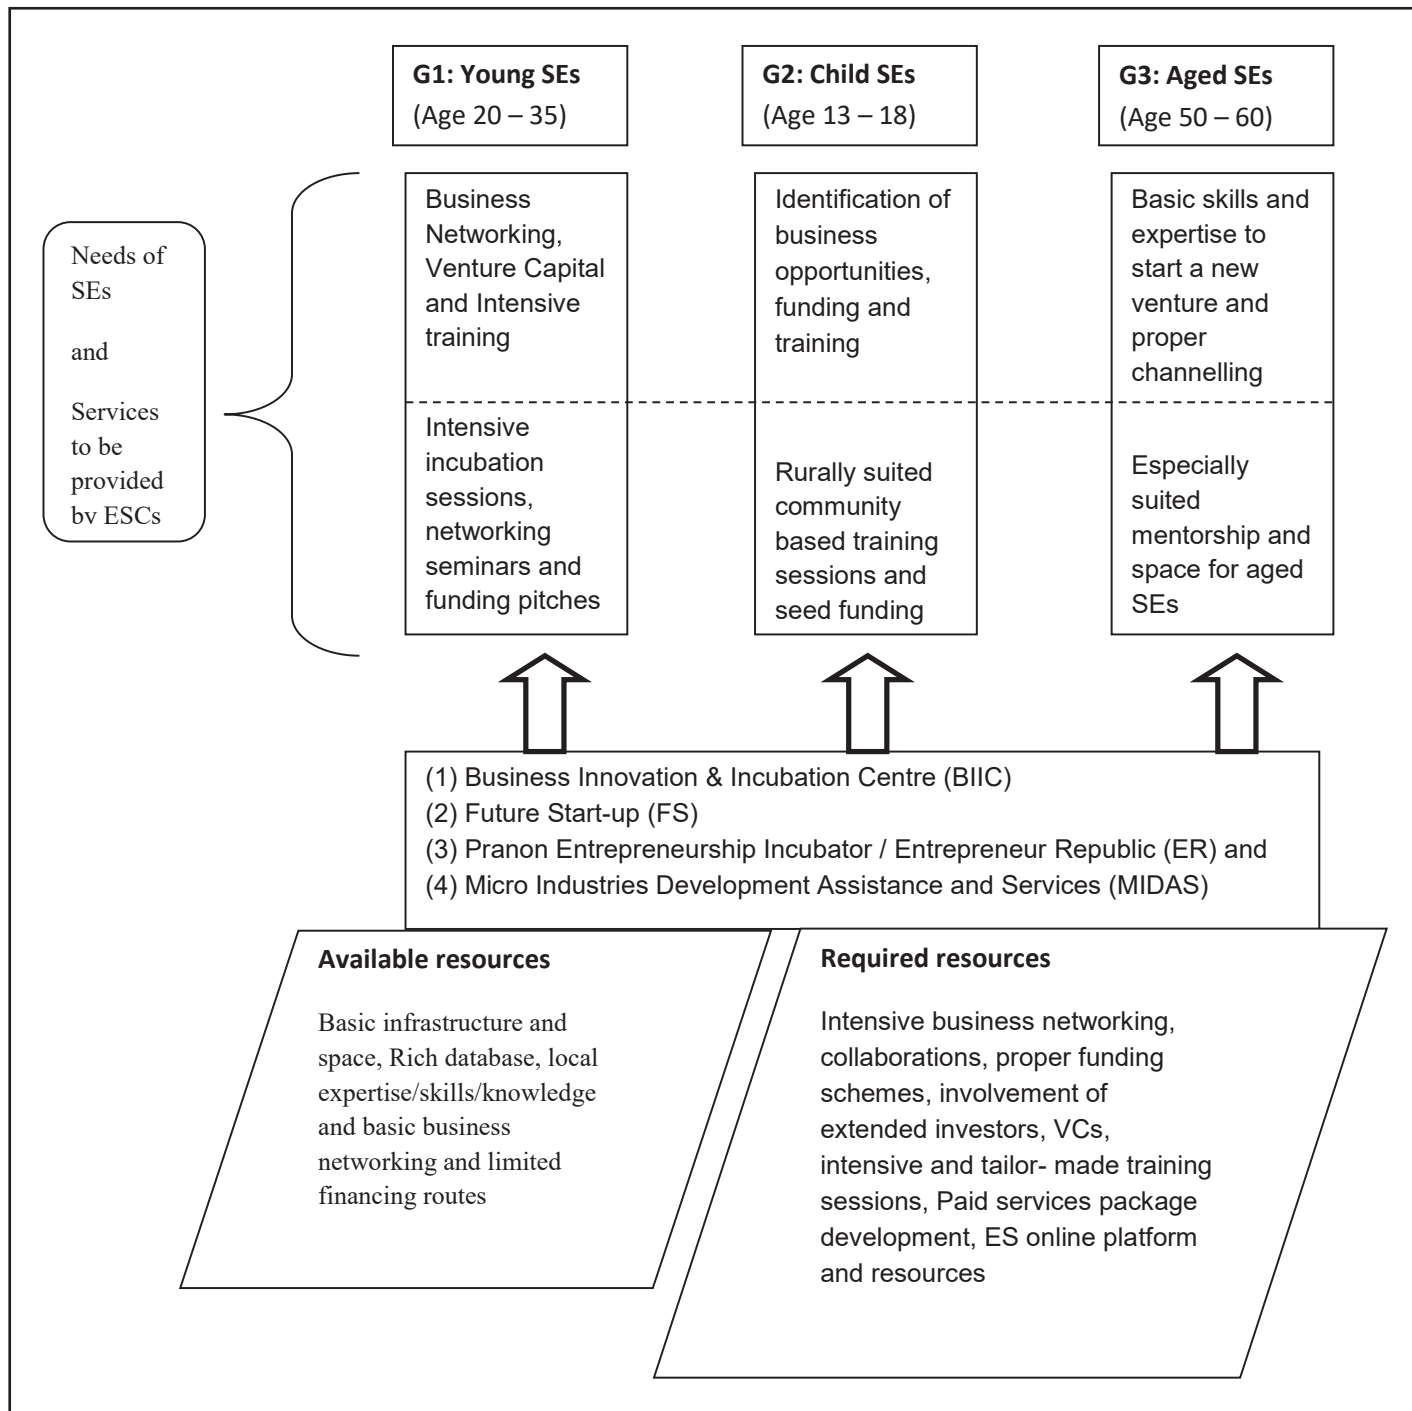 G1: Young SEs
(Age 20 – 35)
G2: Child SEs
(Age 13 – 18)
G3: Aged SEs
(Age 50 – 60)
Needs of
SEs
and
Services
to be
provided
by ESCs
Business
Networking,
Venture Capital
and Intensive
training
Identification of
business
opportunities,
funding and
training
Basic skills and
expertise to
start a new
venture and
proper
channelling
Intensive
incubation
sessions,
networking
seminars and
funding pitches
Rurally suited
community
based training
sessions and
seed funding
Especially
suited
mentorship and
space for aged
SEs
(1) Business Innovation & Incubation Centre (BIIC)
(2) Future Start-up (FS)
(3) Pranon Entrepreneurship Incubator / Entrepreneur Republic (ER) and
(4) Micro Industries Development Assistance and Services (MIDAS)
Available resources
Basic infrastructure and
space, Rich database, local
expertise/skills/knowledge
and basic business
networking and limited
financing routes
Required resources
Intensive business networking,
collaborations, proper funding
schemes, involvement of
extended investors, VCs,
intensive and tailor- made training
sessions, Paid services package
development, ES online platform
and resources